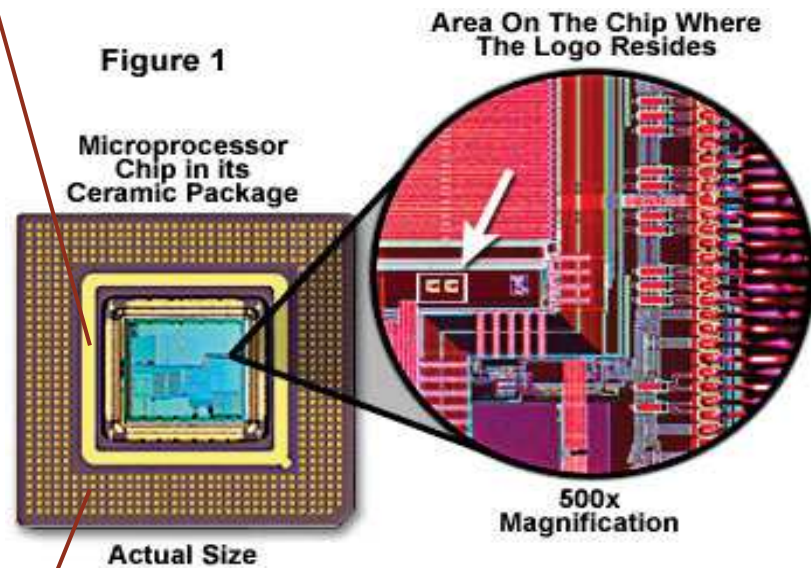 Figure 1
Microprocessor
Chip in its
Ceramic Package
Actual Size
Area On The Chip Where
The Logo Resides
500x
Magnification